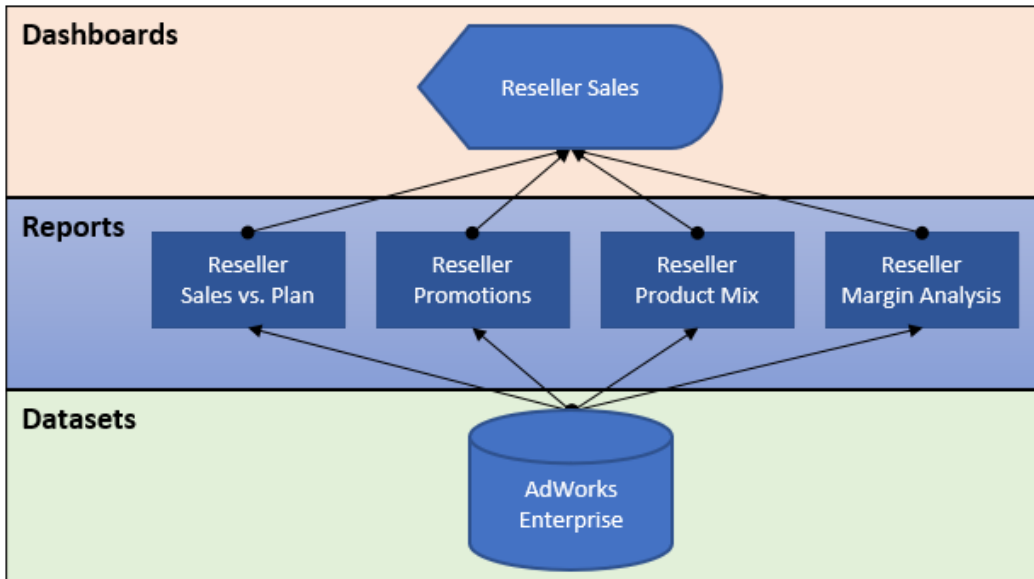 Dashboards
Reseller Sales
Reports
Reseller
Sales vs. Plan
Reseller
Promotions
Reseller
Product Mix
Reseller
Margin Analysis
Datasets
AdWorks
Enterprise